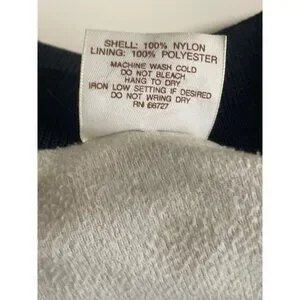 SHELL: 100% NYLON
LINING: 100% POLYESTER
MACHINE WASH COLD
DO NOT BLEACH
HANG TO DRY
IRON LOW SETTING IF DESIRED
DO NOT WRING DRY
RN 66727